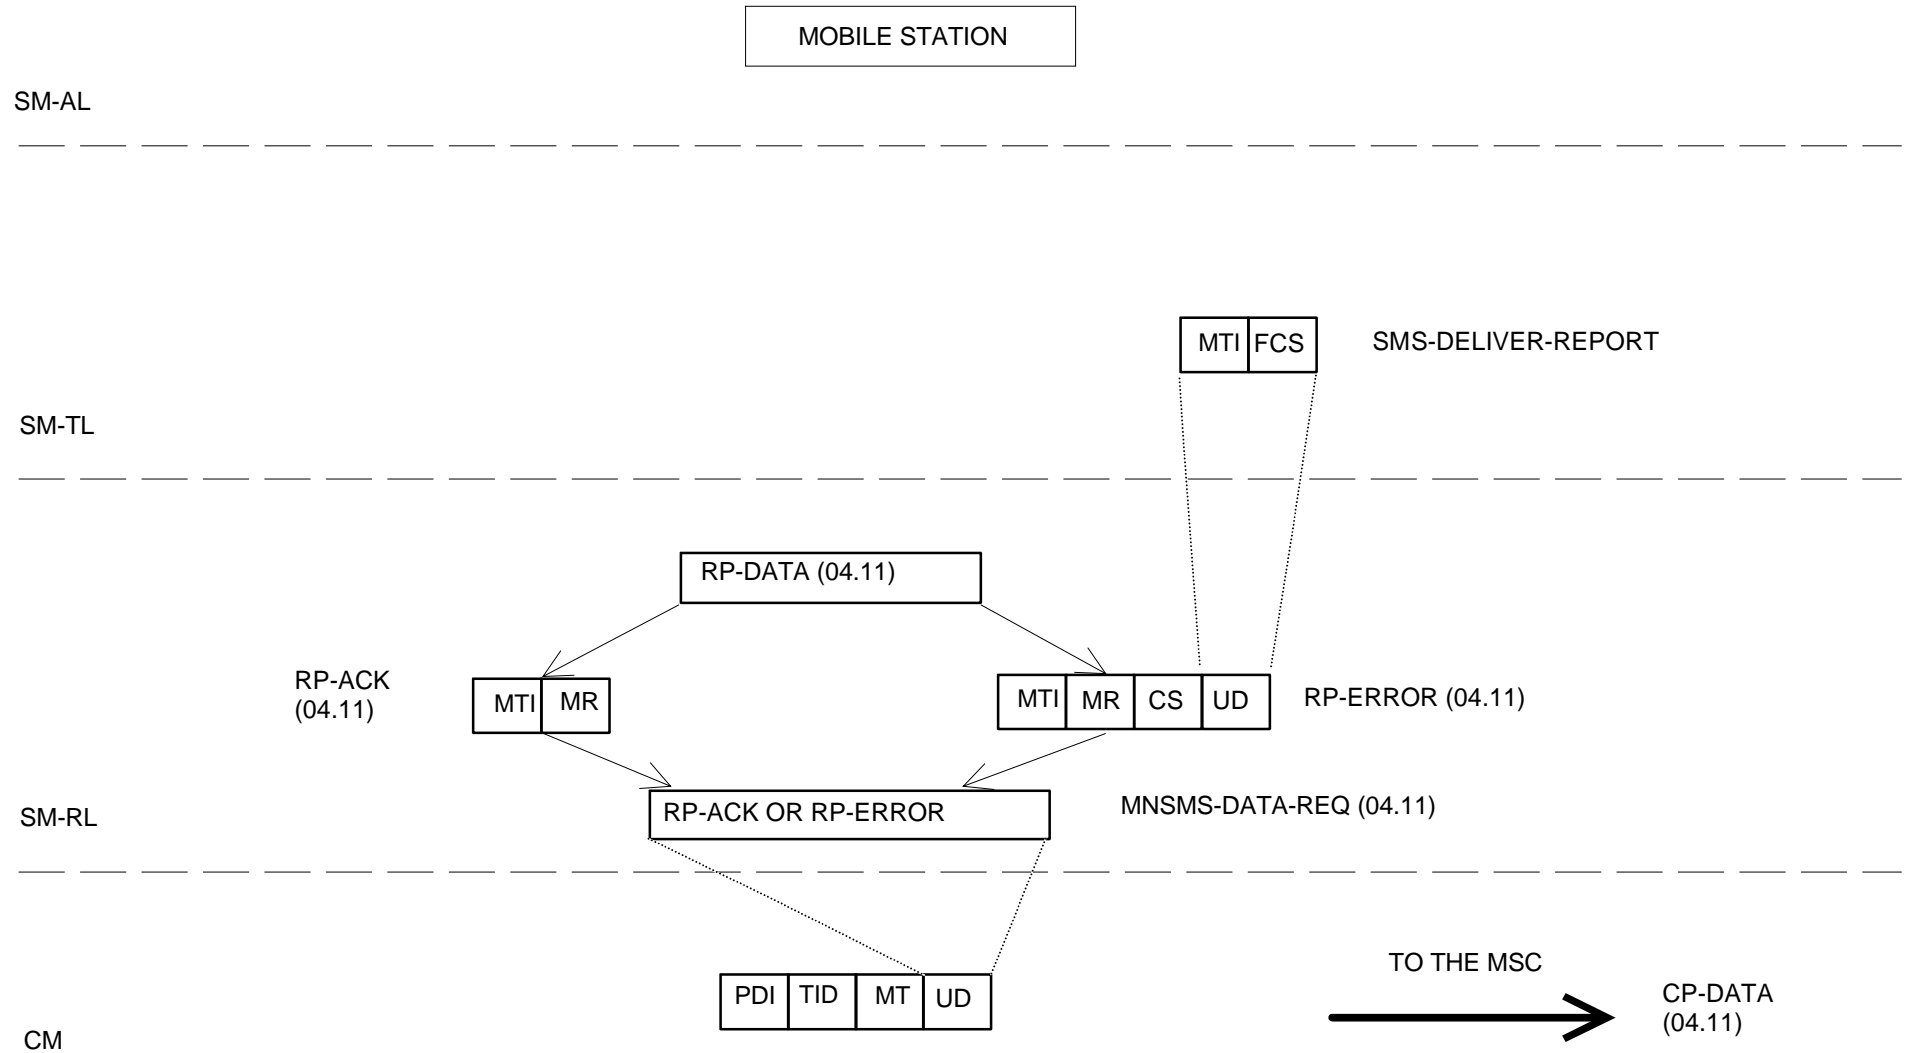 MOBILE STATION
SM-AL
MTI FCS SMS-DELIVER-REPORT
SM-TL
RP-DATA (04.11)
RP-ACK
(04.11)
MTI MR
MTI MR CS UD RP-ERROR (04.11)
RP-ACK OR RP-ERROR
MNSMS-DATA-REQ (04.11)
SM-RL
TO THE MSC
PDI TID MT UD
CP-DATA
(04.11)
CM